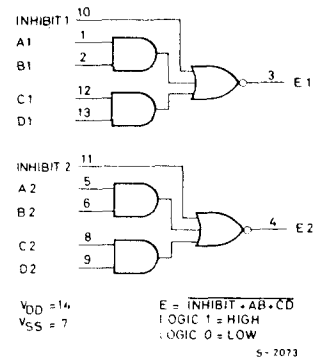 INHIBIT 1 10
A1 1
B1 2
3 E1
C1 12
D1 13
INHIBIT 2 11
A2 5
B2 6
4 E2
C2 8
D2 9
VDD = 14
VSS = 7
E = INHIBIT + AB + CD
LOGIC 1 = HIGH
LOGIC 0 = LOW
S-2073